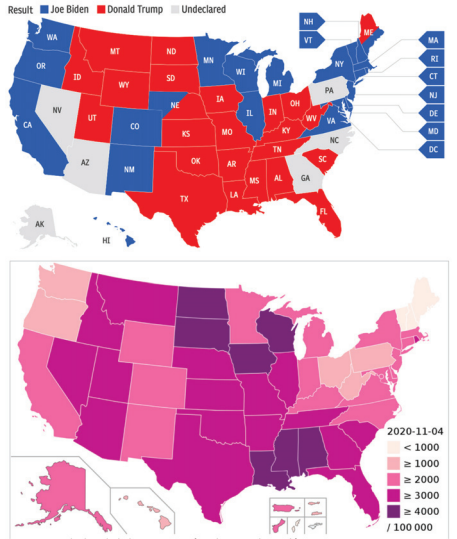 Result Joe Biden Donald Trump Undeclared
NH
VT
WA
ME
MT
ND
MN
MA
OR
ID
WI
RI
SD
NY
WY
MI
CT
IA
PA
NE
NJ
NV
OH
IL
IN
DE
UT
CO
WV
CA
VA
MD
KS
MO
KY
NC
DC
TN
OK
AZ
NM
AR
SC
MS
AL
GA
TX
LA
AK
FL
HI
2020-11-04
< 1000
≥ 1000
≥ 2000
≥ 3000
≥ 4000
/ 100 000